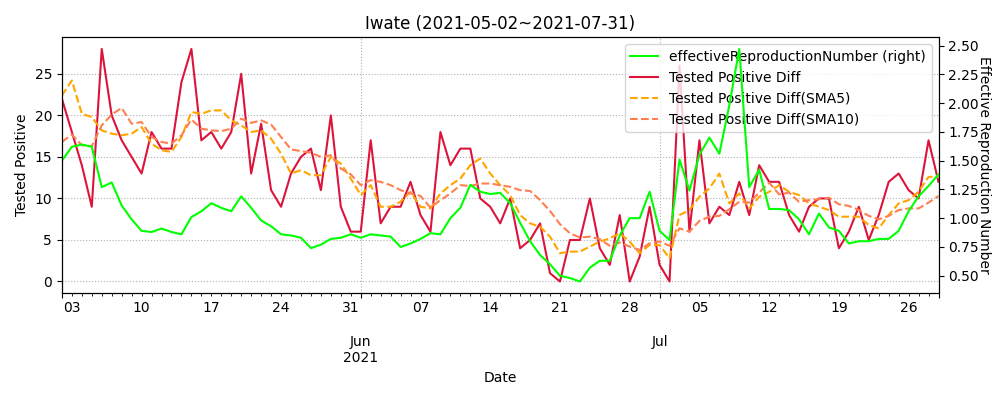 Iwate (2021-05-02~2021-07-31)
effectiveReproductionNumber (right)
Tested Positive Diff
Tested Positive Diff(SMA5)
Tested Positive Diff(SMA10)
Tested Positive
25
20
15
10
5
0
2.50
2.25
2.00
1.75
1.50
1.25
1.00
0.75
0.50
Effective Reproduction Number
03 10 17 24 31 07 14 21 28 05 12 19 26
Jun Jul
2021
Date